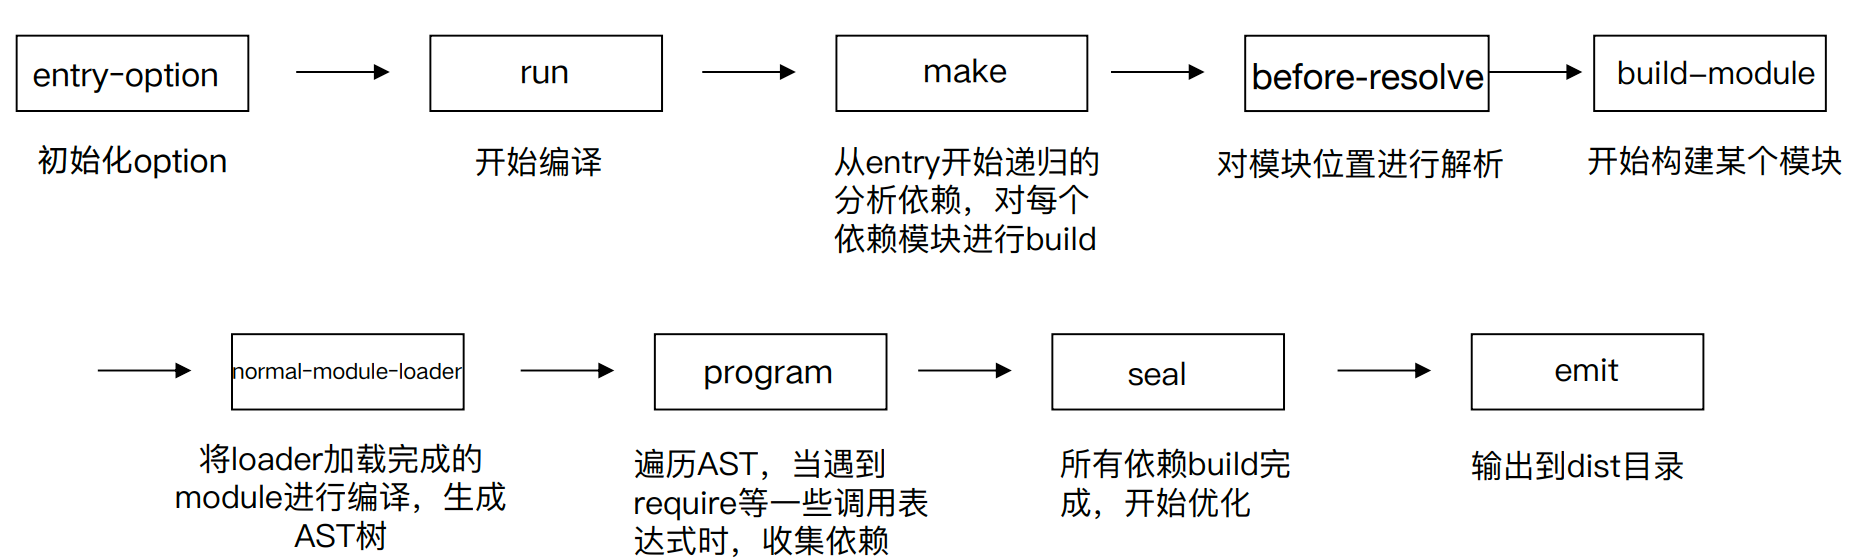 entry-option
run
make
before-resolve
build-module
初始化option
开始编译
从entry开始递归的
分析依赖，对每个
依赖模块进行build
对模块位置进行解析
开始构建某个模块
normal-module-loader
program
seal
emit
将loader加载完成的
module进行编译，生成
AST树
遍历AST，当遇到
require等一些调用表
达式时，收集依赖
所有依赖build完
成，开始优化
输出到dist目录